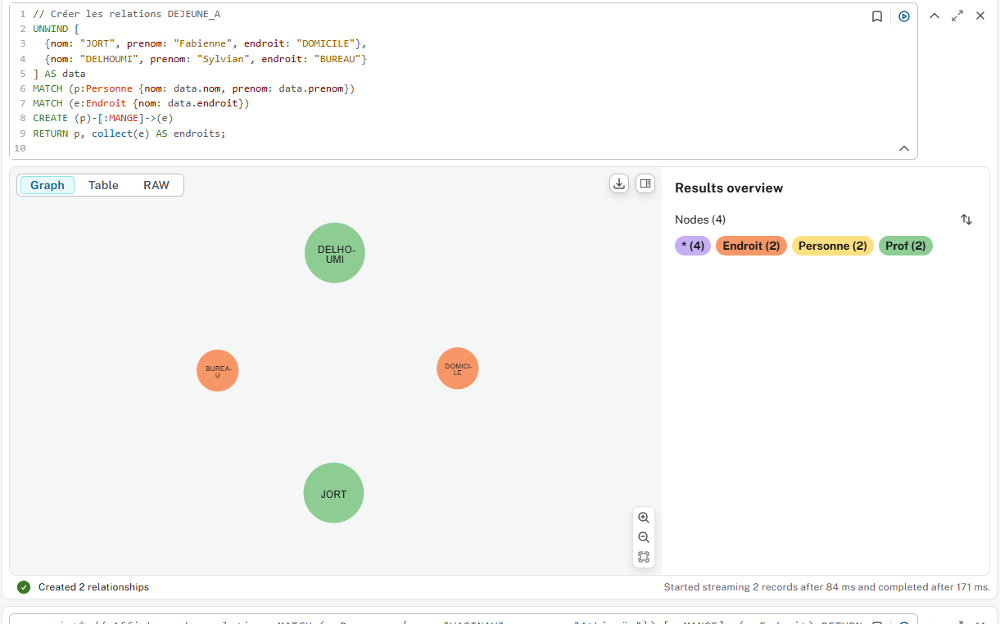 1 // Créer les relations DEJEUNE_A
2 UNWIND [
3 {nom: "JORT", prenom: "Fabienne", endroit: "DOMICILE"},
4 {nom: "DELHOUMI", prenom: "Sylvian", endroit: "BUREAU"}
5 ] AS data
6 MATCH (p:Personne {nom: data.nom, prenom: data.prenom})
7 MATCH (e:Endroit {nom: data.endroit})
8 CREATE (p)-[:MANGE]->(e)
9 RETURN p, collect(e) AS endroits;
10
Graph Table RAW
Results overview
Nodes (4)
* (4) Endroit (2) Personne (2) Prof (2)
DELHO-
UMI
BUREA-
U
DOMICI-
LE
JORT
Created 2 relationships
Started streaming 2 records after 84 ms and completed after 171 ms.